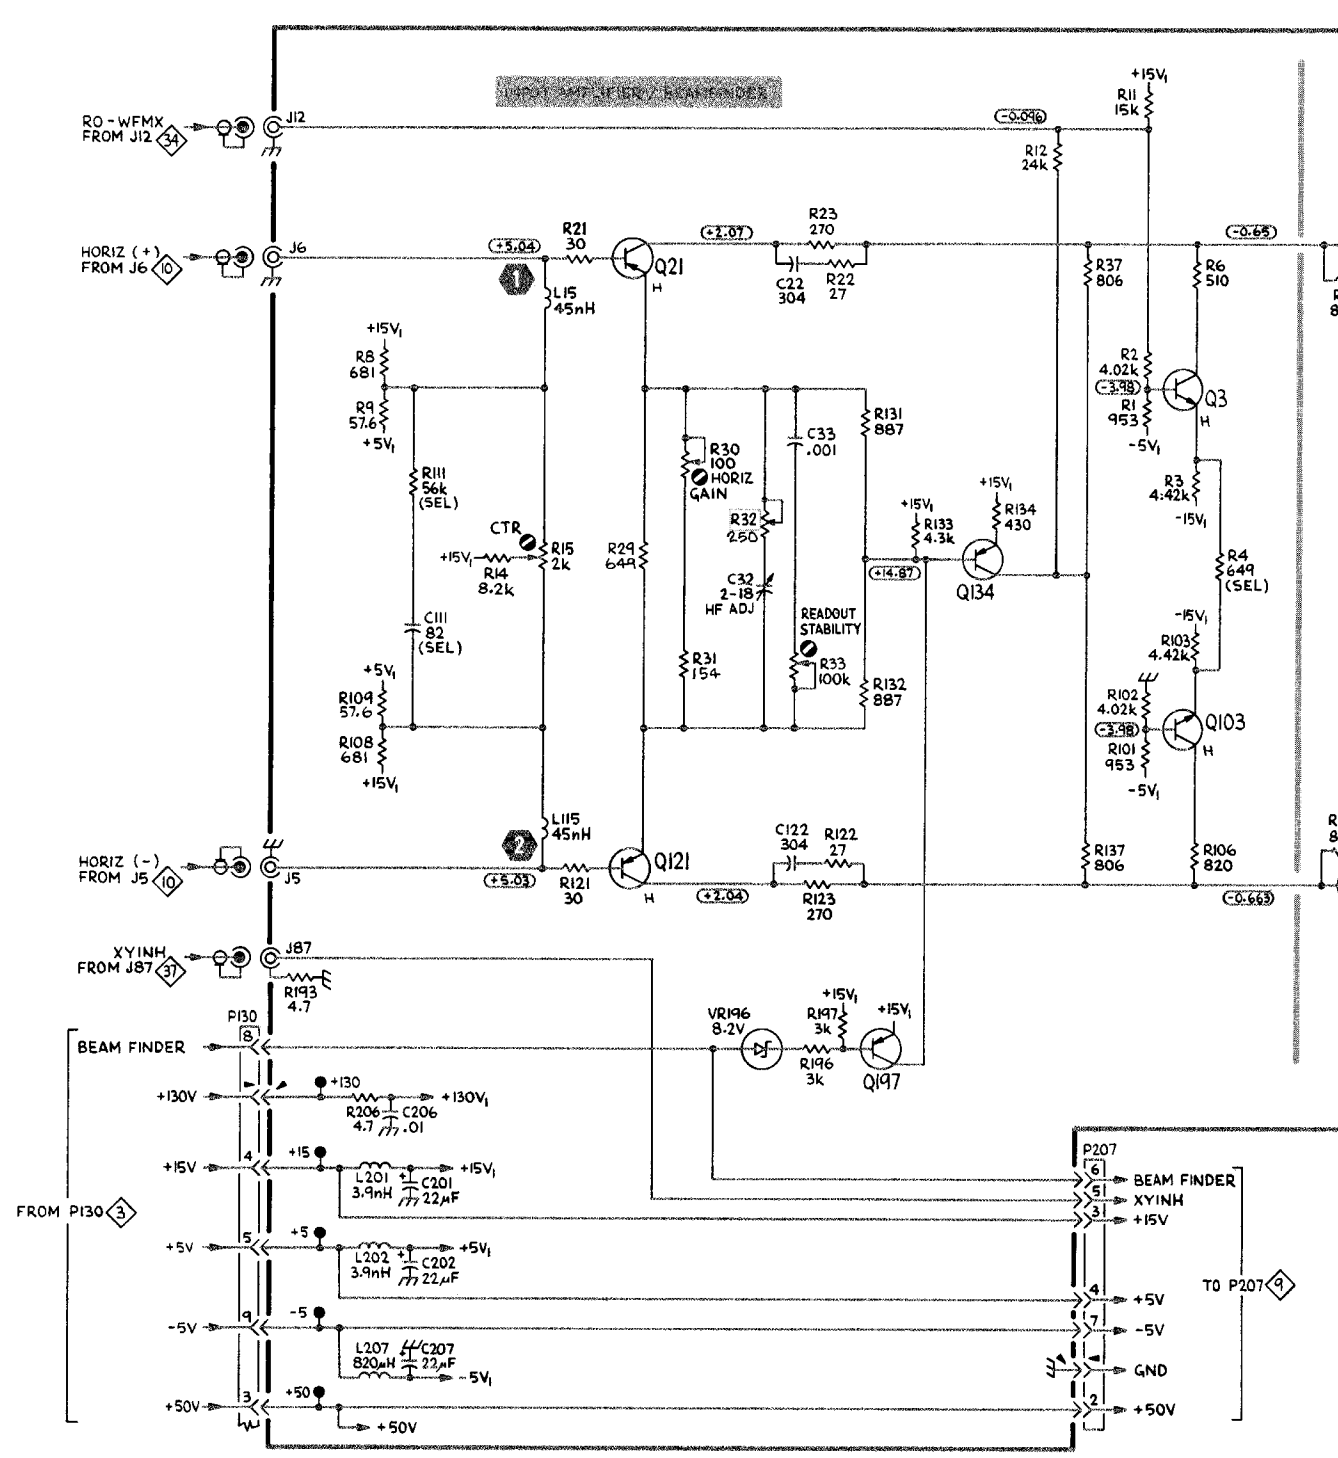 INPUT AMPLIFIER / BEAMFINDER
+15V₁
R11
15K
RO-WFMX
FROM J12
34
J12
-0.096
R12
24k
HORIZ (+)
FROM J6
10
J6
+5.04
R21
30
Q21
H
+2.07
R23
270
C22
304
R22
27
R37
806
R6
510
-0.65
1
L15
45nH
+15V₁
R8
681
R9
57.6
+5V₁
R111
56k
(SEL)
CTR
+15V₁
R14
8.2k
R15
2k
R29
649
R30
100
HORIZ
GAIN
R32
250
C32
2-18
HF ADJ
C33
.001
R131
887
R2
4.02k
-3.98
R1
953
-5V₁
Q3
H
R3
4.42k
-15V₁
R4
649
(SEL)
+15V₁
R133
4.3k
+15V₁
R134
430
+14.87
Q134
C111
82
(SEL)
+5V₁
R109
57.6
R108
681
+15V₁
R31
154
READOUT
STABILITY
R33
100k
R132
887
-15V₁
R103
4.42k
R102
4.02k
-3.98
R101
953
-5V₁
Q103
H
2
L115
45nH
HORIZ (-)
FROM J5
10
J5
+5.03
R121
30
Q121
H
+2.04
C122
304
R122
27
R123
270
R137
806
R106
820
-0.663
R
8
R
8
XYINH
FROM J87
37
J87
R193
4.7
P130
8
BEAM FINDER
VR196
8.2V
R196
3k
+15V₁
R197
3k
+15V₁
Q197
+130V
+130
R206
4.7
C206
.01
+130V₁
+15V
4
+15
L201
3.9nH
+
C201
22µF
+15V₁
FROM P130
3
+5V
5
+5
L202
3.9nH
+
C202
22µF
+5V₁
-5V
9
-5
L207
820µH
+
C207
22µF
-5V₁
+50V
3
+50
+50V
P207
6
BEAM FINDER
5
XYINH
3
+15V
4
+5V
7
-5V
GND
2
+50V
TO P207
9